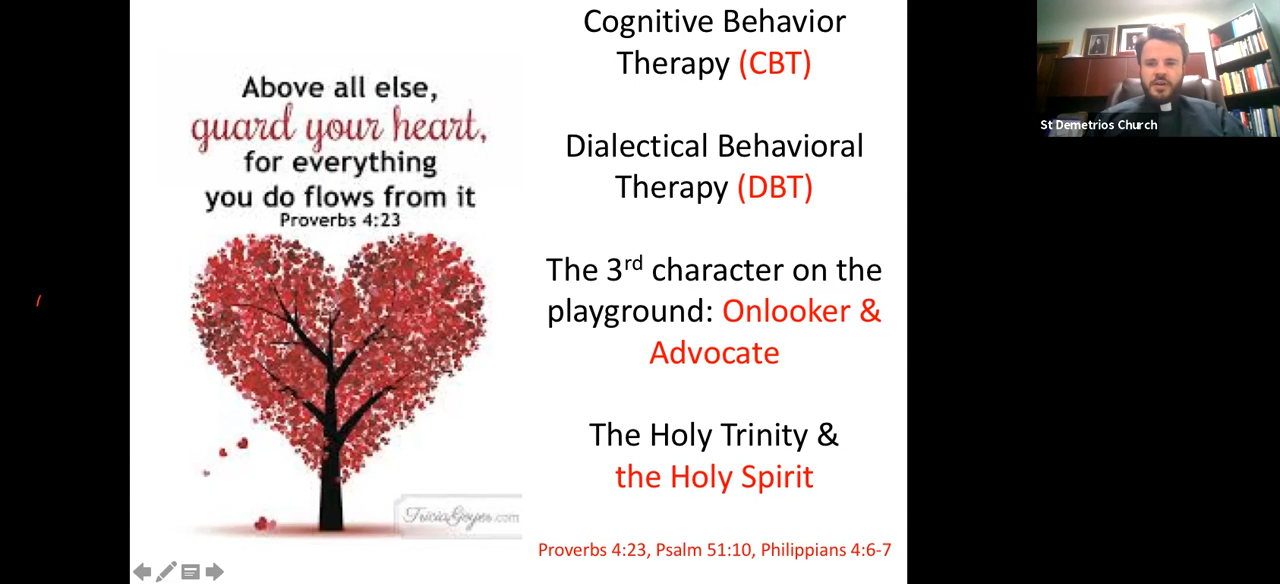 Above all else,
guard your heart,
for everything
you do flows from it
Proverbs 4:23
TriciaGoyer.com
Cognitive Behavior
Therapy (CBT)
Dialectical Behavioral
Therapy (DBT)
The 3rd character on the
playground: Onlooker &
Advocate
The Holy Trinity &
the Holy Spirit
Proverbs 4:23, Psalm 51:10, Philippians 4:6-7
St Demetrios Church